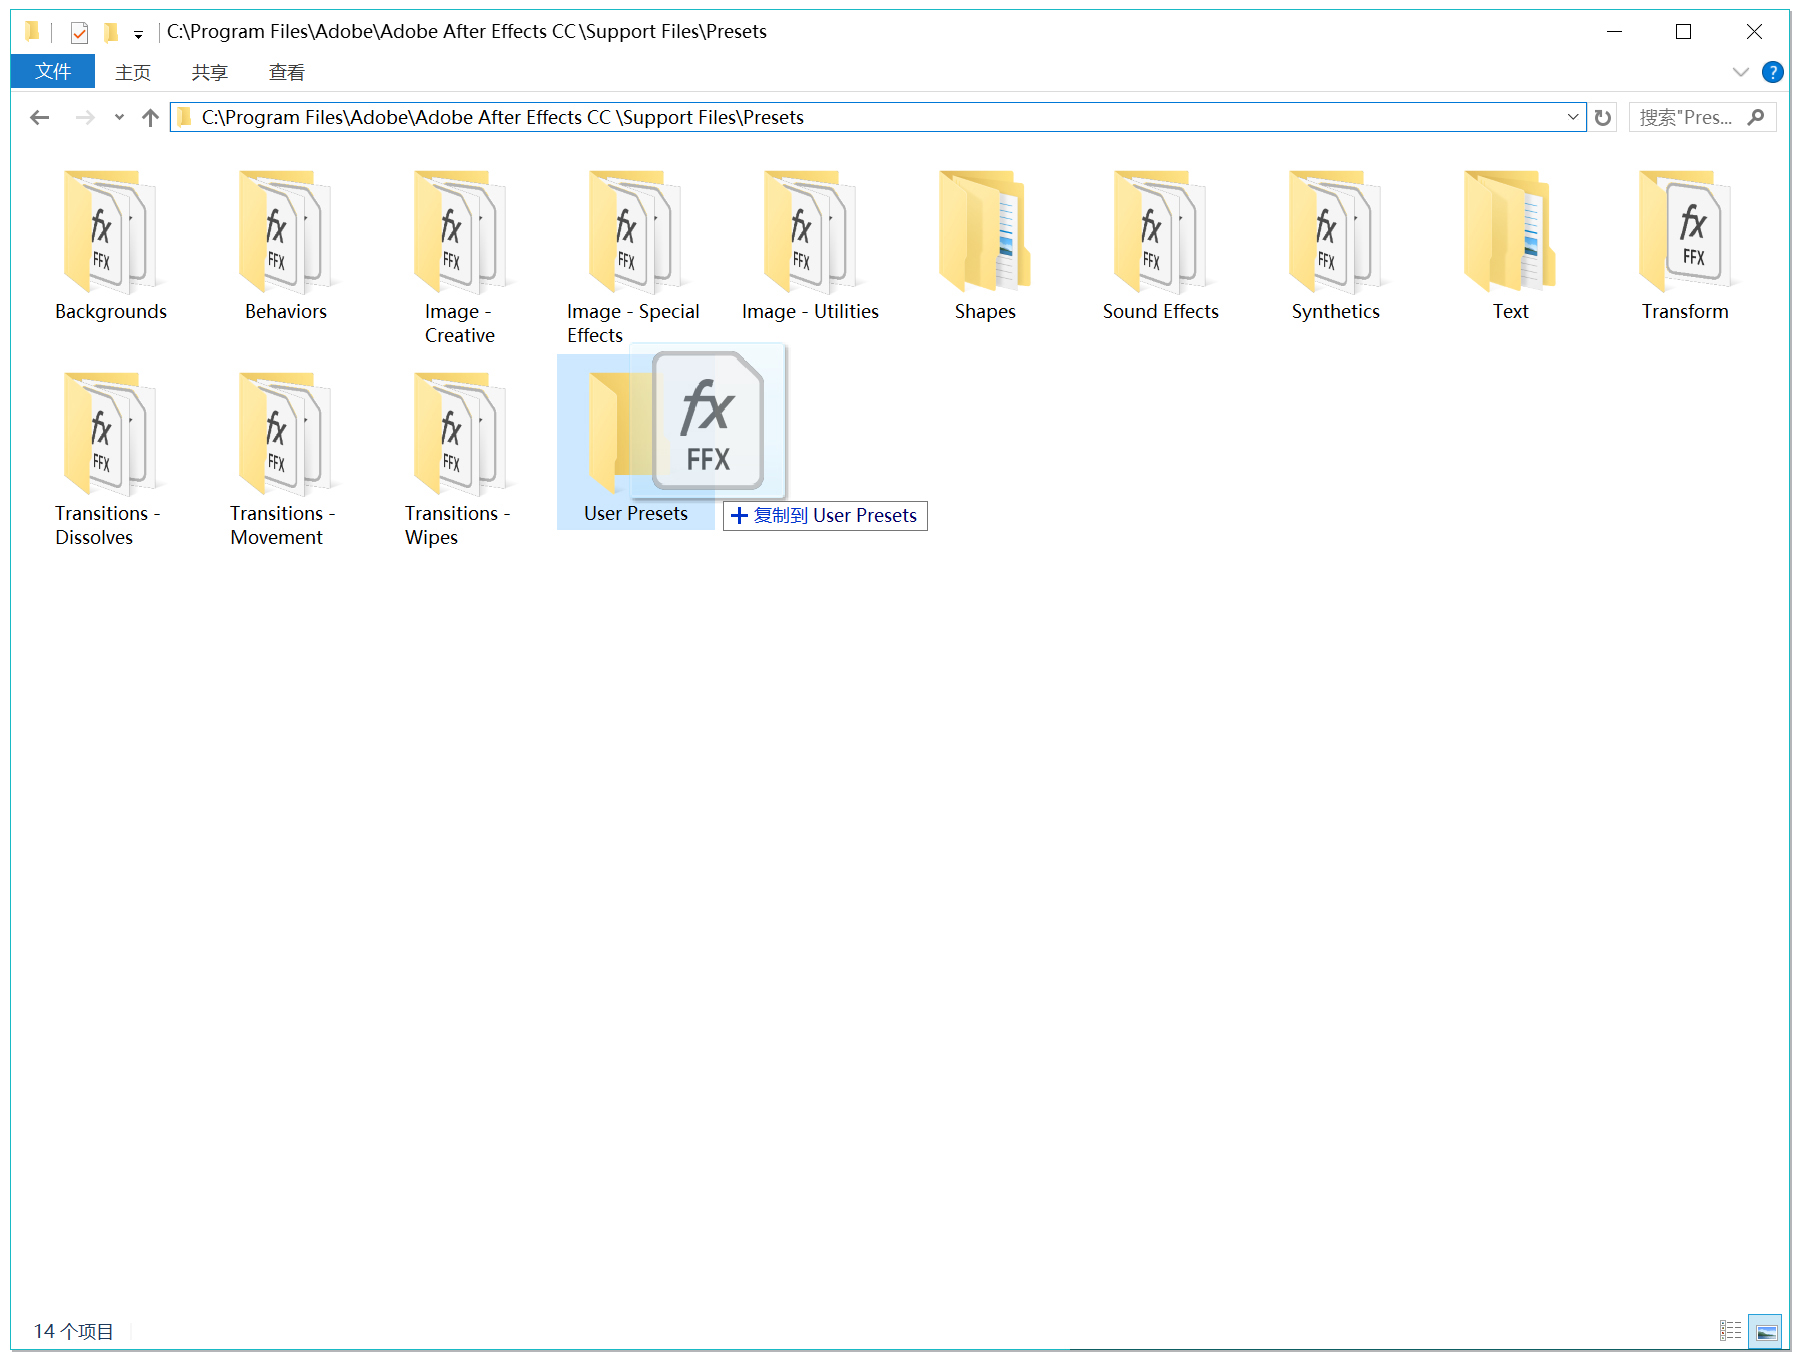 C:\Program Files\Adobe\Adobe After Effects CC \Support Files\Presets
文件 主页 共享 查看
?
C:\Program Files\Adobe\Adobe After Effects CC \Support Files\Presets
搜索"Pres...
fx FFX fx FFX fx FFX fx FFX fx FFX fx FFX fx FFX fx FFX
Backgrounds Behaviors Image - Creative Image - Special Effects Image - Utilities Shapes Sound Effects Synthetics Text Transform
fx FFX fx FFX fx FFX fx FFX
Transitions - Dissolves Transitions - Movement Transitions - Wipes User Presets
复制到 User Presets
14 个项目